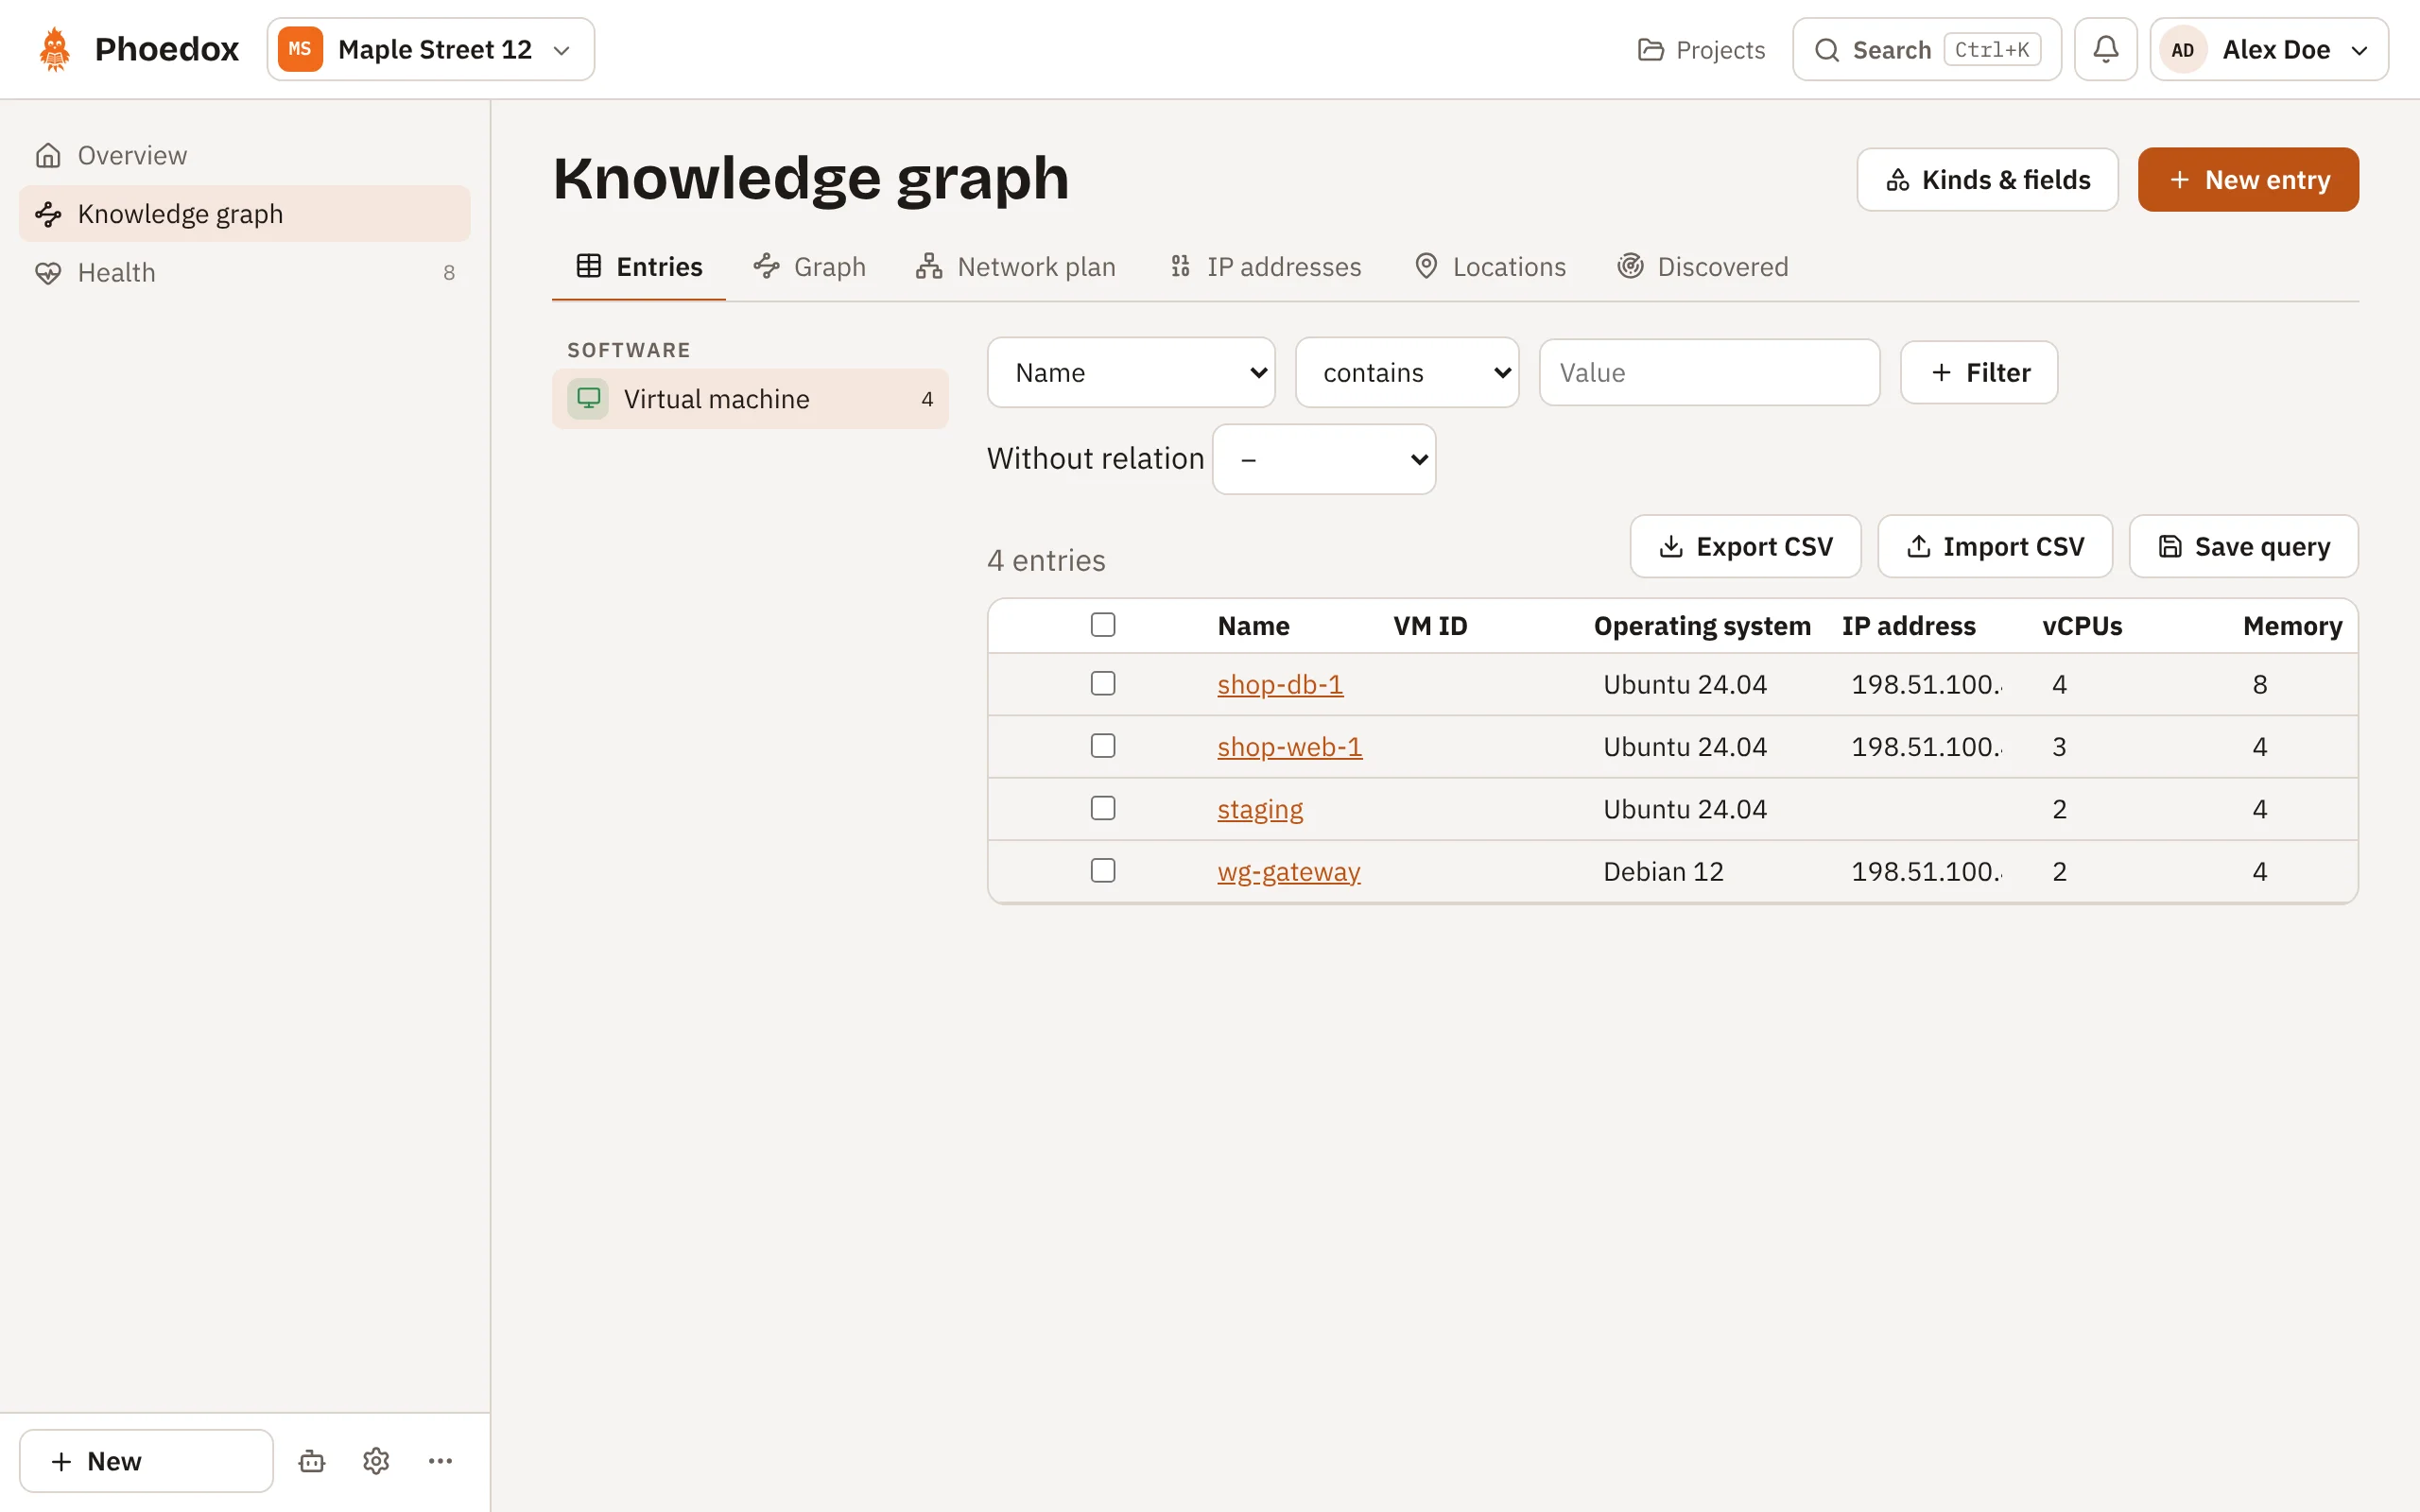 Phoedox
MS Maple Street 12
Projects
Search Ctrl+K
AD Alex Doe
Overview
Knowledge graph
Health 8
Knowledge graph
Kinds & fields
New entry
Entries Graph Network plan IP addresses Locations Discovered
SOFTWARE
Virtual machine 4
Name contains Value + Filter
Without relation –
4 entries
Export CSV Import CSV Save query
Name VM ID Operating system IP address vCPUs Memory
shop-db-1 Ubuntu 24.04 198.51.100. 4 8
shop-web-1 Ubuntu 24.04 198.51.100. 3 4
staging Ubuntu 24.04 2 4
wg-gateway Debian 12 198.51.100. 2 4
+ New